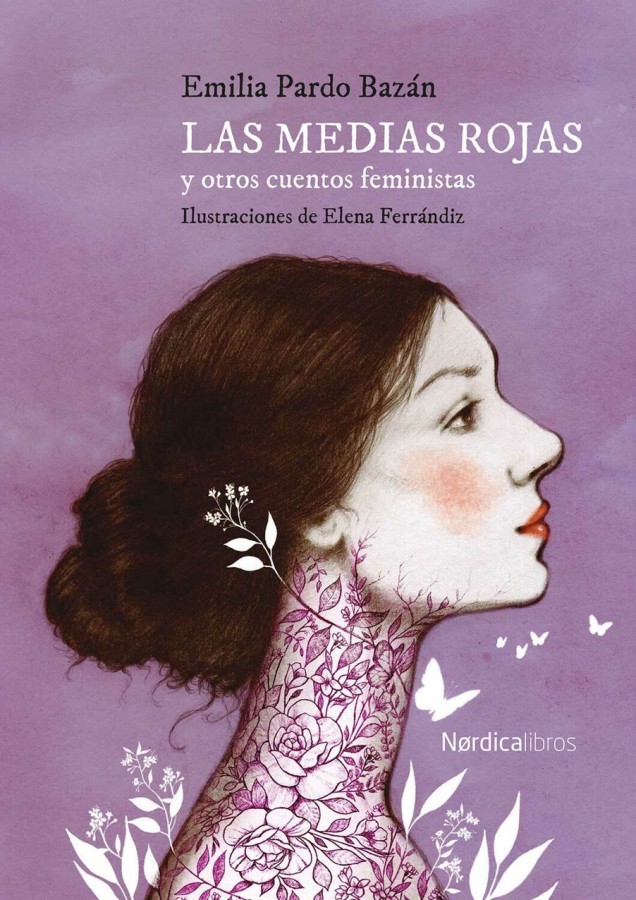 Emilia Pardo Bazán
LAS MEDIAS ROJAS
y otros cuentos feministas
Ilustraciones de Elena Ferrándiz
Nørdicalibros